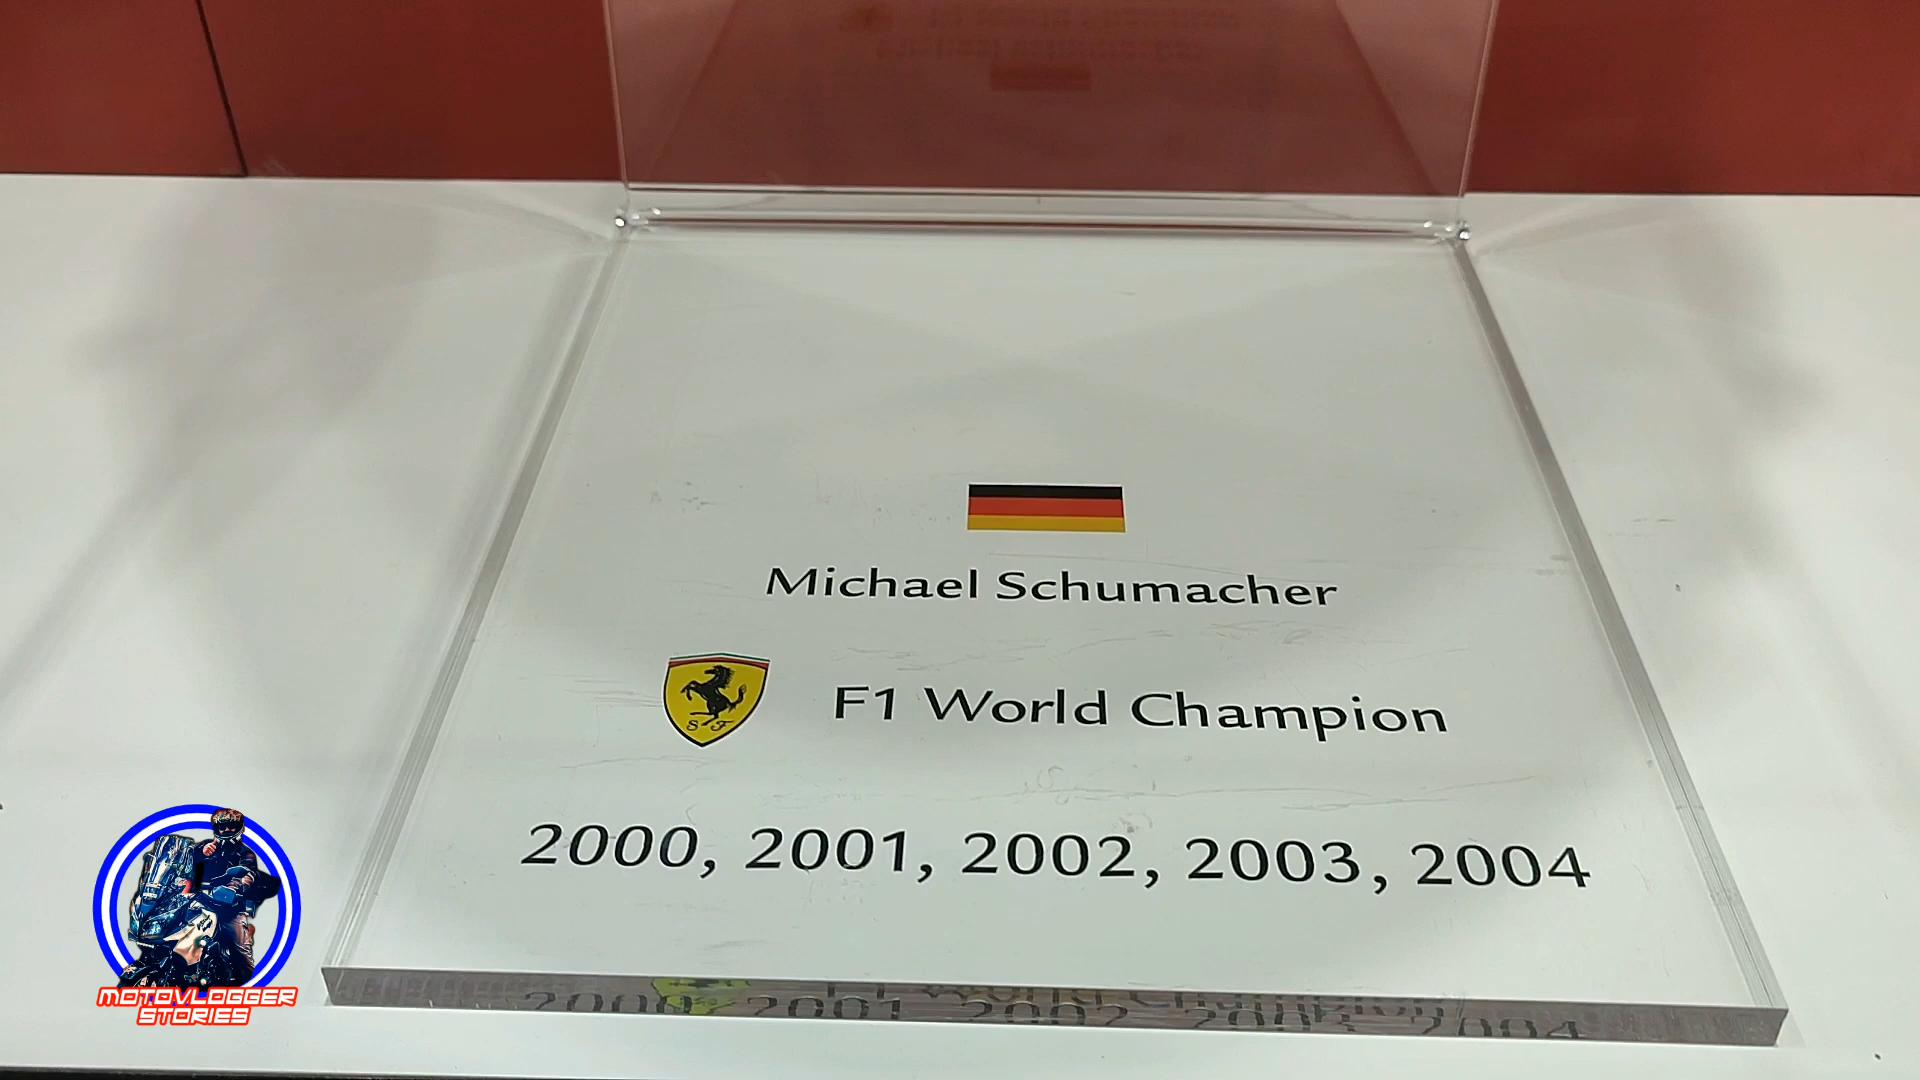 Michael Schumacher
S F
F1 World Champion
2000, 2001, 2002, 2003, 2004
MOTOVLOGGER
STORIES